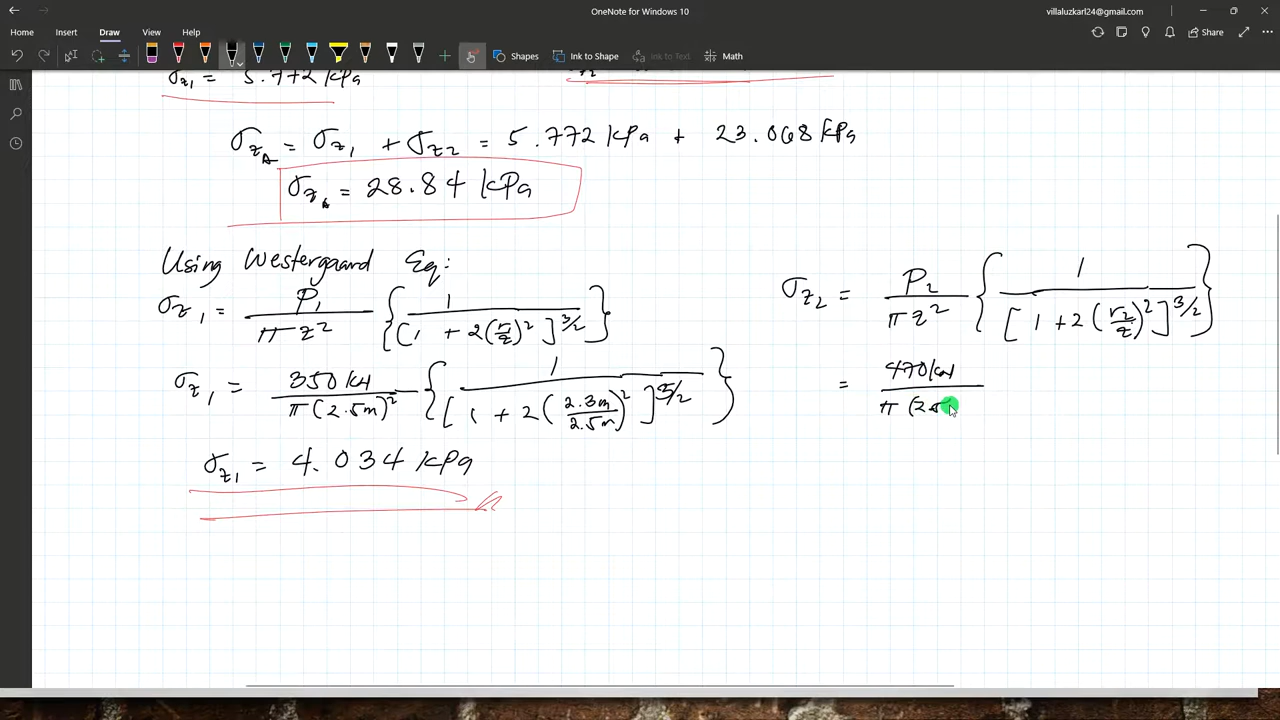 OneNote for Windows 10
villaluzkarl24@gmail.com
Home Insert Draw View Help
Share
Shapes Ink to Shape Ink to Text Math
σz₁ = 5.772 kPa
σz_A = σz₁ + σz2 = 5.772 kPa + 23.068 kPa
σz_A = 28.84 kPa
Using Westergaard Eq:
σz₁ = P₁ / πz² { 1 / [1 + 2(r/z)²]^3/2 }
σz₁ = 350 kN / π(2.5m)² { 1 / [1 + 2(2.3m / 2.5m)²]^3/2 }
σz₁ = 4.034 kPa
σz₂ = P₂ / πz² { 1 / [1 + 2(r₂/z)²]^3/2 }
= 470 kN / π (2.5